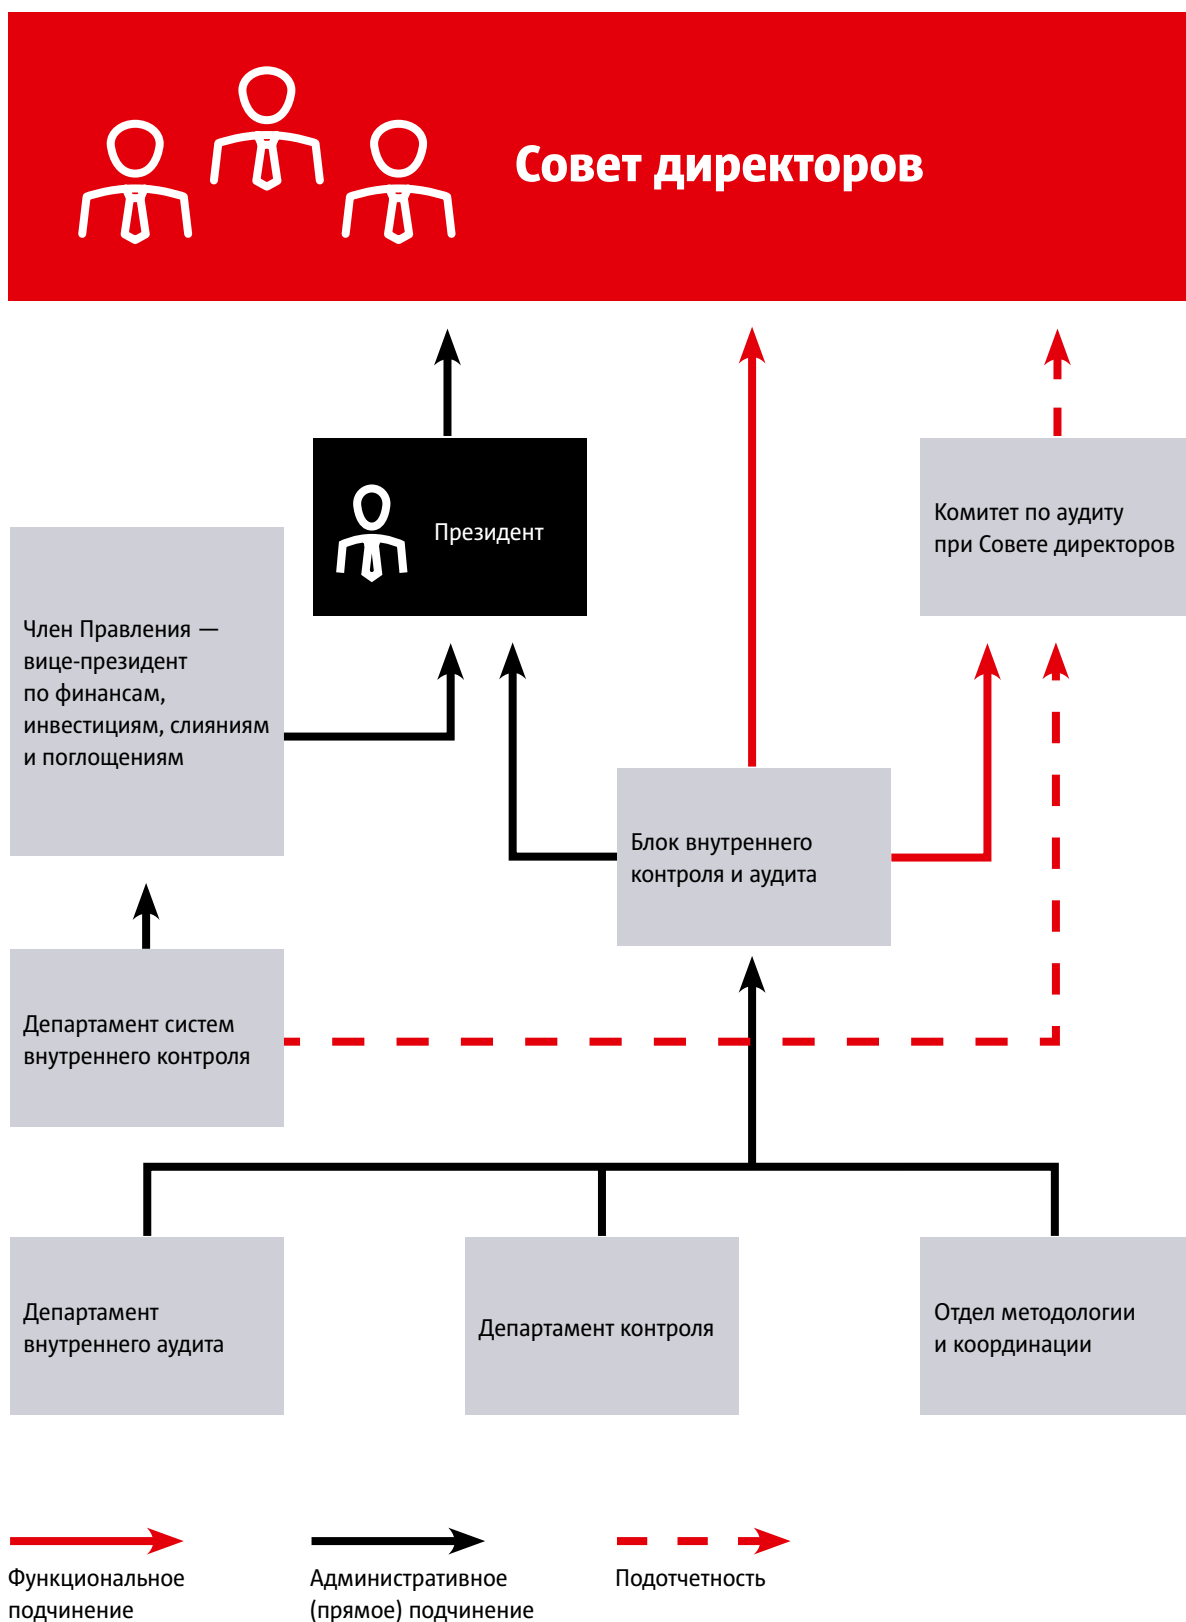 Совет директоров
Президент
Комитет по аудиту
при Совете директоров
Член Правления —
вице-президент
по финансам,
инвестициям, слияниям
и поглощениям
Блок внутреннего
контроля и аудита
Департамент систем
внутреннего контроля
Департамент
внутреннего аудита
Департамент контроля
Отдел методологии
и координации
Функциональное
подчинение
Административное
(прямое) подчинение
Подотчетность